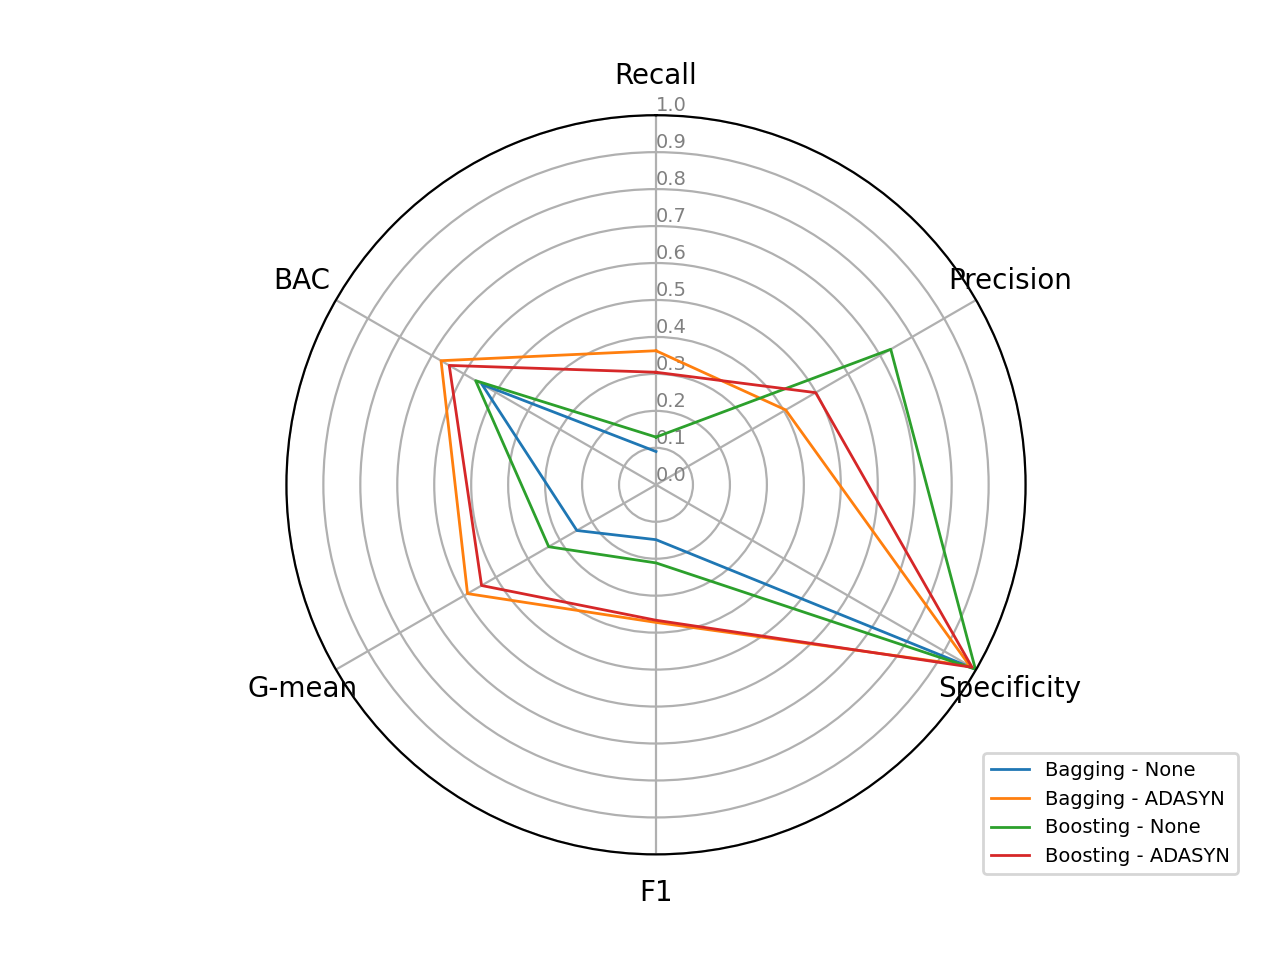 Recall
1.0
0.9
0.8
0.7
0.6
0.5
0.4
0.3
0.2
0.1
0.0
BAC
Precision
G-mean
Specificity
F1
Bagging - None
Bagging - ADASYN
Boosting - None
Boosting - ADASYN